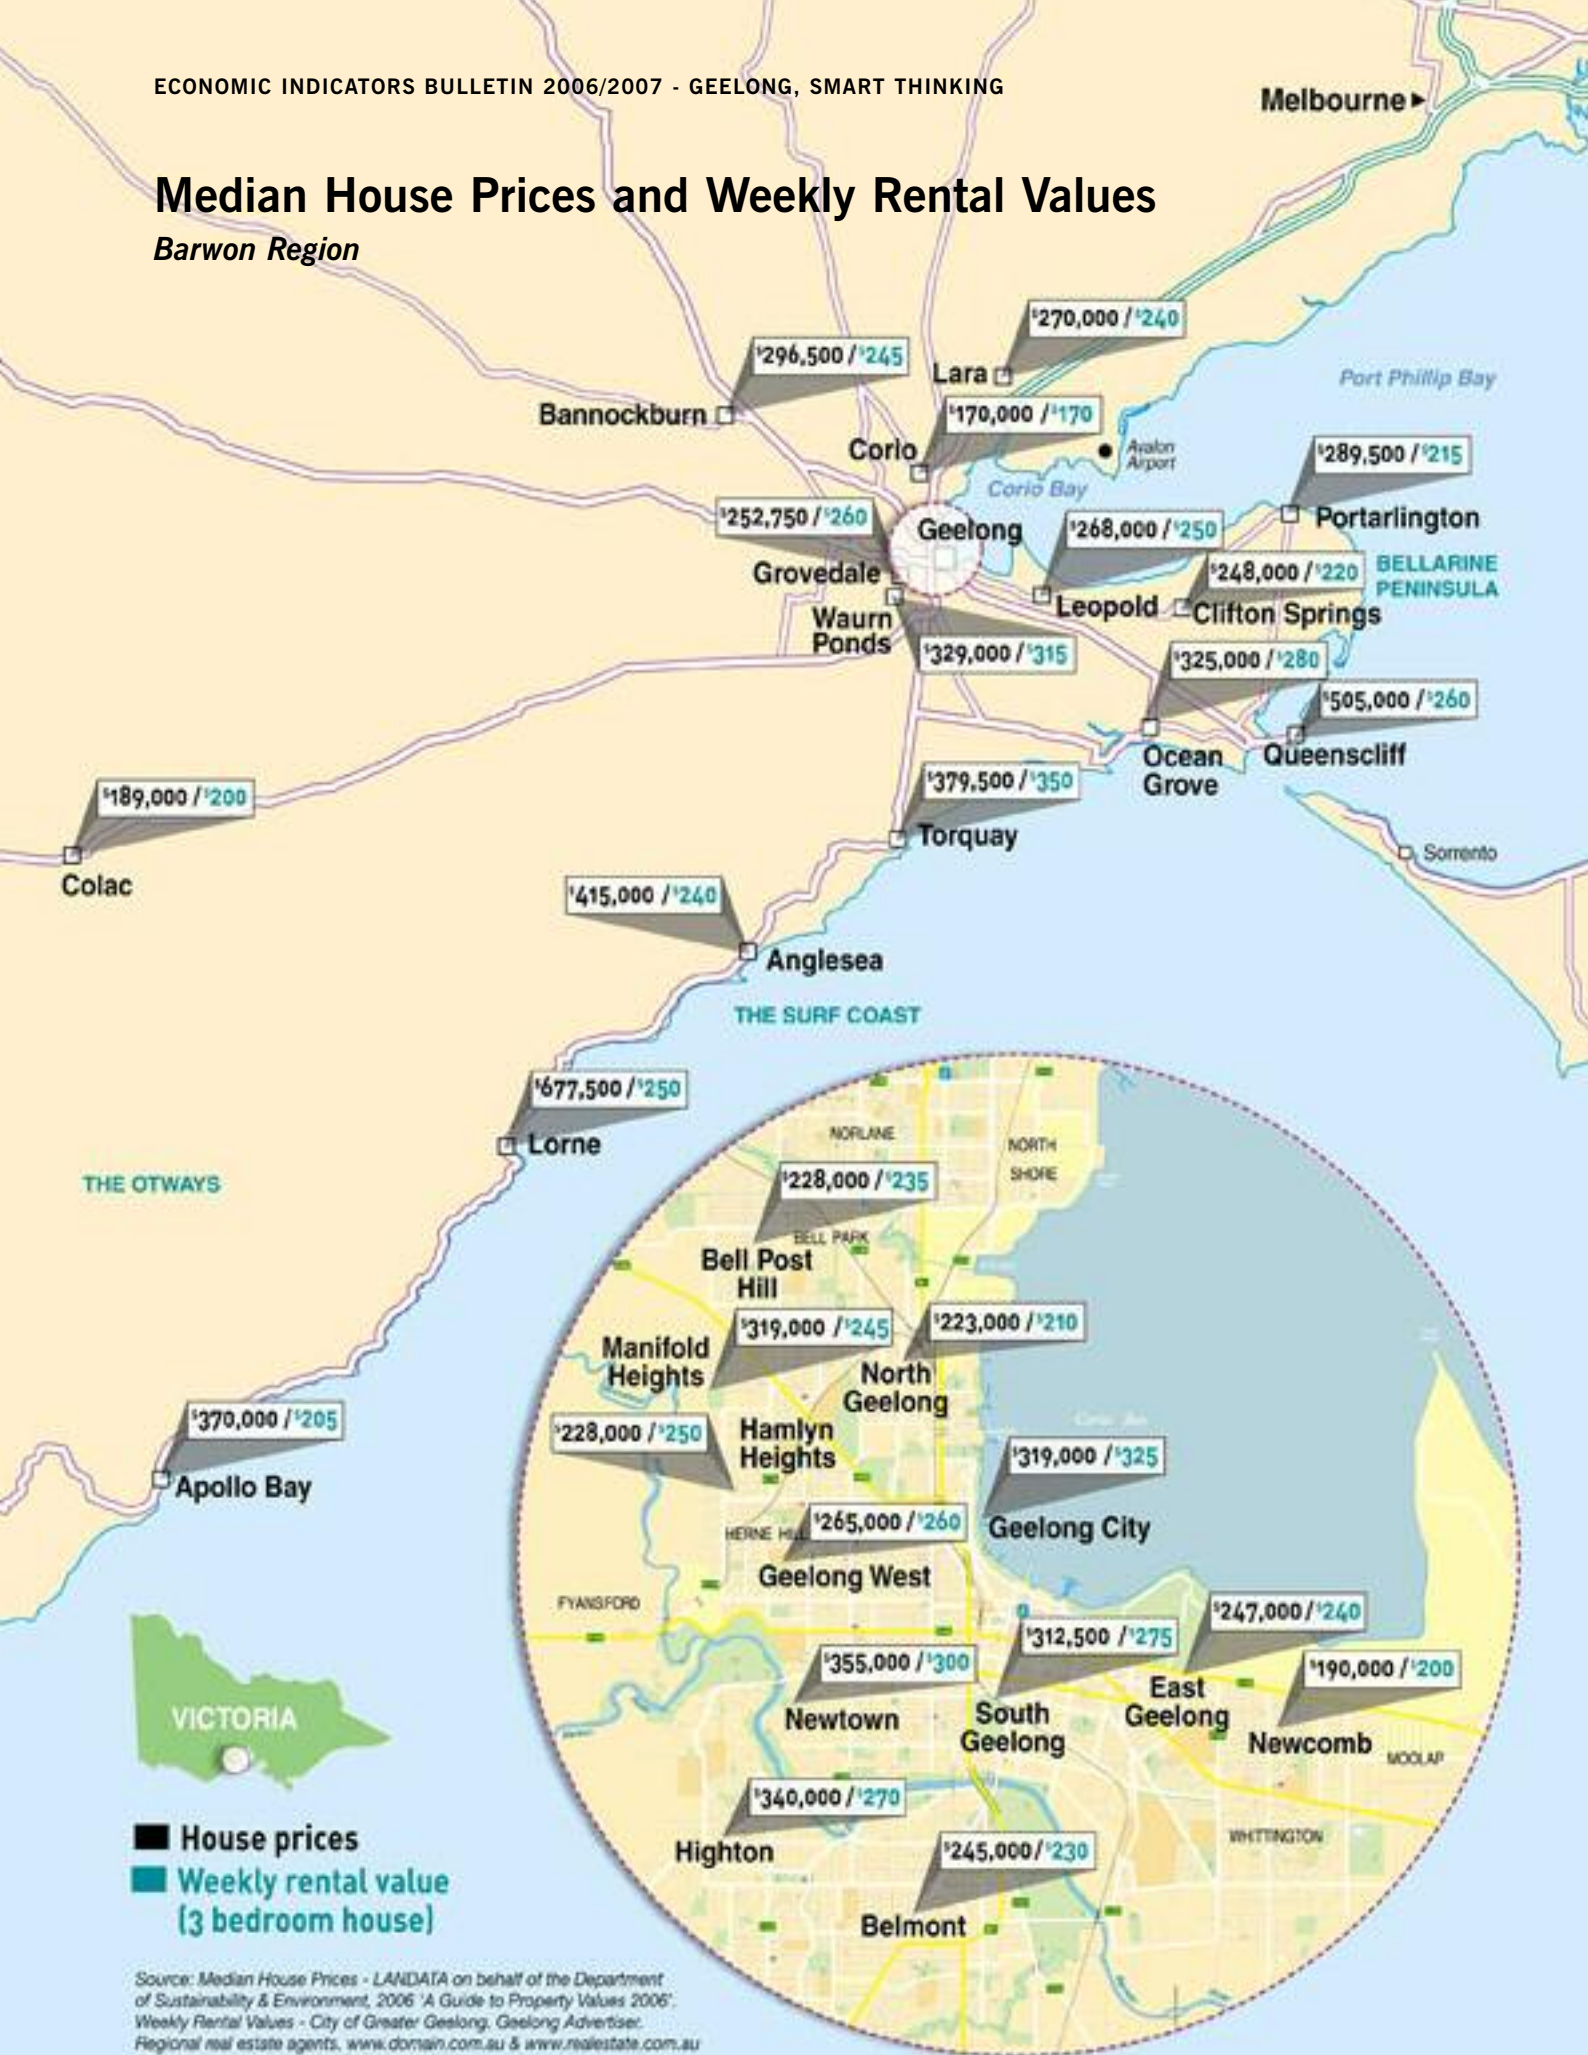 ECONOMIC INDICATORS BULLETIN 2006/2007 - GEELONG, SMART THINKING
Melbourne
Median House Prices and Weekly Rental Values
Barwon Region
$270,000 / $240
Lara
$296,500 / $245
Bannockburn
Port Phillip Bay
$170,000 / $170
Corio
Avalon
Airport
$289,500 / $215
Portarlington
Corio Bay
$252,750 / $260
Geelong
$268,000 / $250
Grovedale
$248,000 / $220
BELLARINE
PENINSULA
Leopold
Clifton Springs
Waurn
Ponds
$329,000 / $315
$325,000 / $280
$505,000 / $260
Ocean
Grove
Queenscliff
$379,500 / $350
Torquay
$189,000 / $200
Colac
Sorrento
$415,000 / $240
Anglesea
THE SURF COAST
$677,500 / $250
Lorne
THE OTWAYS
NORLANE
NORTH
SHORE
$228,000 / $235
BELL PARK
Bell Post
Hill
$319,000 / $245
$223,000 / $210
Manifold
Heights
North
Geelong
$370,000 / $205
Apollo Bay
$228,000 / $250
Hamlyn
Heights
Corio Bay
$319,000 / $325
Geelong City
HERNE HILL
$265,000 / $260
Geelong West
FYANSFORD
$247,000 / $240
$312,500 / $275
$355,000 / $300
$190,000 / $200
East
Geelong
Newtown
South
Geelong
Newcomb
MOOLAP
VICTORIA
$340,000 / $270
Highton
WHITTINGTON
$245,000 / $230
Belmont
House prices
Weekly rental value
(3 bedroom house)
Source: Median House Prices - LANDATA on behalf of the Department
of Sustainability & Environment, 2006 'A Guide to Property Values 2006'.
Weekly Rental Values - City of Greater Geelong, Geelong Advertiser.
Regional real estate agents, www.domain.com.au & www.realestate.com.au